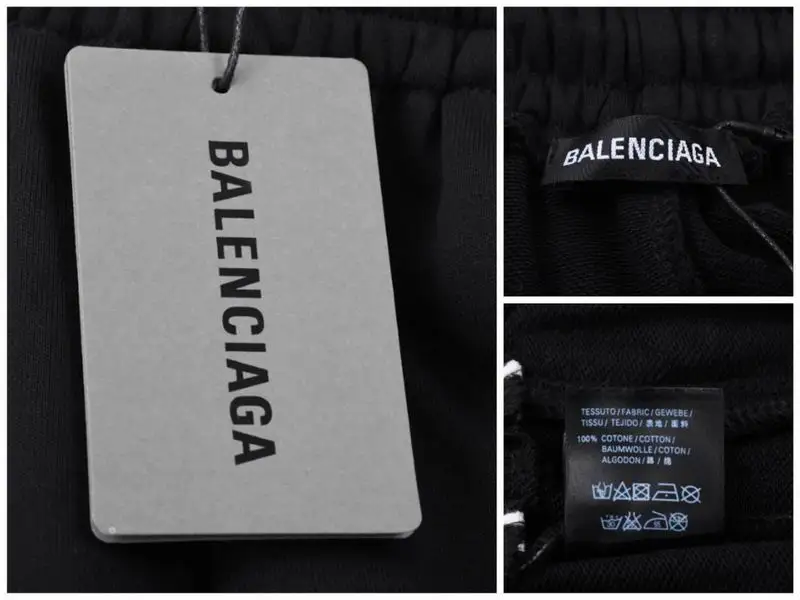 BALENCIAGA
BALENCIAGA
TESSUTO/FABRIC/GEWEBE/
TISSU/TEJIDO/表地/面料
100% COTONE/COTTON/
BAUMWOLLE/COTON/
ALGODON/綿/棉